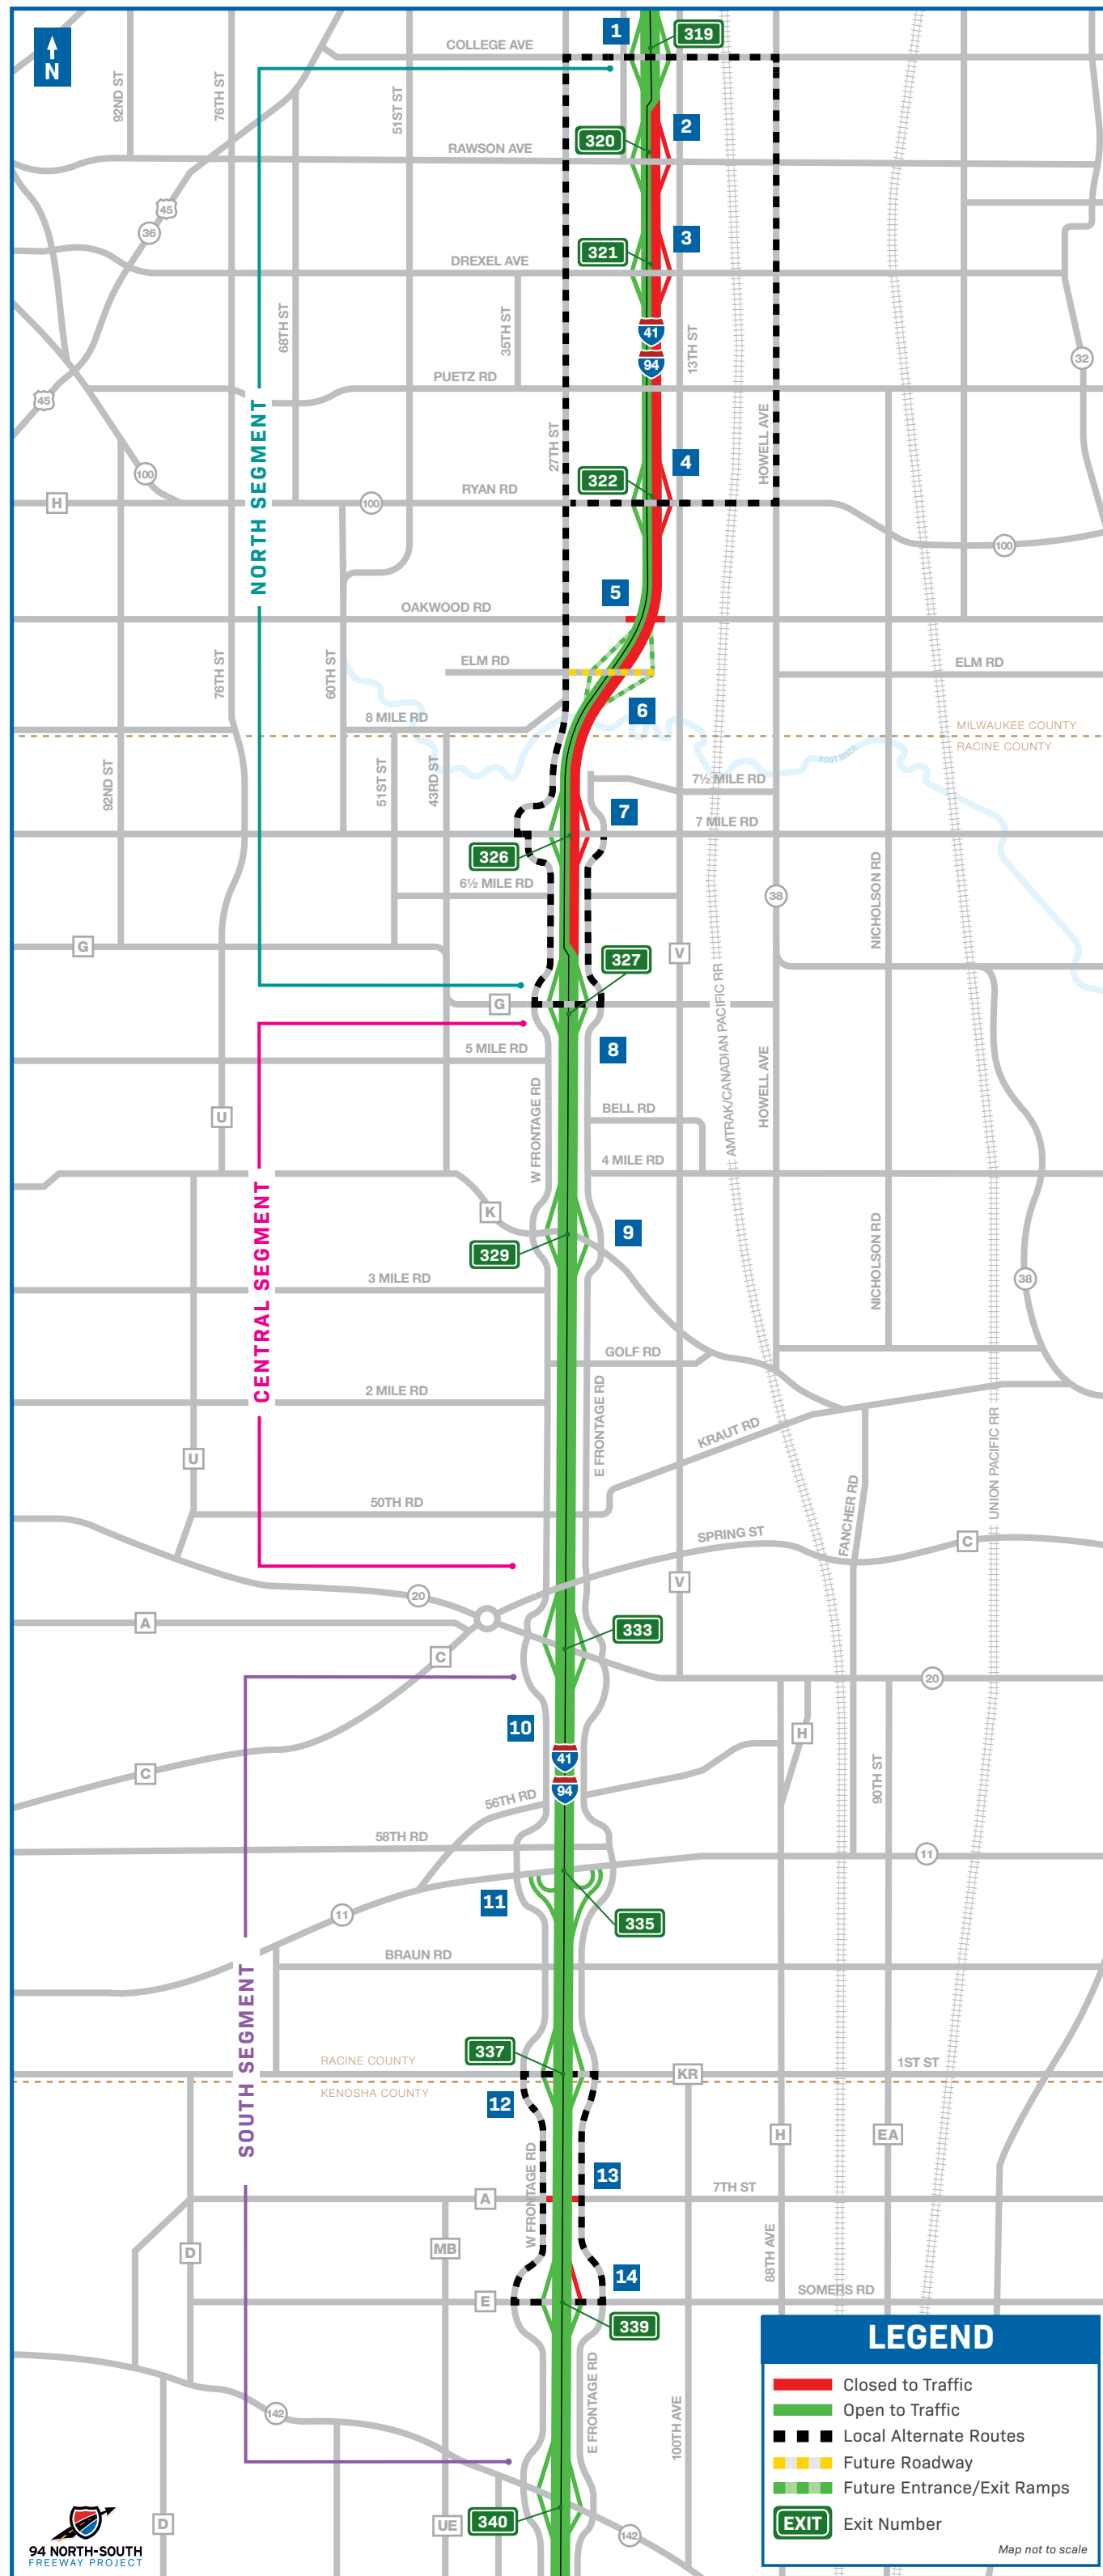 N
1
319
COLLEGE AVE
92ND ST
76TH ST
51ST ST
2
320
RAWSON AVE
45
36
3
321
DREXEL AVE
68TH ST
35TH ST
41
94
13TH ST
32
PUETZ RD
45
27TH ST
HOWELL AVE
NORTH SEGMENT
100
4
322
RYAN RD
H
100
100
5
OAKWOOD RD
ELM RD
ELM RD
76TH ST
60TH ST
6
8 MILE RD
MILWAUKEE COUNTY
RACINE COUNTY
ROOT RIVER
92ND ST
51ST ST
43RD ST
7½ MILE RD
7
7 MILE RD
326
6½ MILE RD
NICHOLSON RD
38
G
V
327
G
5 MILE RD
8
W FRONTAGE RD
AMTRAK/CANADIAN PACIFIC RR
HOWELL AVE
U
BELL RD
4 MILE RD
CENTRAL SEGMENT
K
9
329
NICHOLSON RD
3 MILE RD
38
GOLF RD
2 MILE RD
E FRONTAGE RD
KRAUT RD
UNION PACIFIC RR
U
50TH RD
FANCHER RD
SPRING ST
C
V
20
A
333
C
20
10
H
41
C
94
90TH ST
56TH RD
58TH RD
11
11
11
335
BRAUN RD
SOUTH SEGMENT
337
RACINE COUNTY
1ST ST
KR
KENOSHA COUNTY
12
H
EA
W FRONTAGE RD
13
7TH ST
A
D
MB
88TH AVE
14
SOMERS RD
E
339
E FRONTAGE RD
100TH AVE
142
D
UE
340
142
94 NORTH-SOUTH
FREEWAY PROJECT
LEGEND
Closed to Traffic
Open to Traffic
Local Alternate Routes
Future Roadway
Future Entrance/Exit Ramps
EXIT Exit Number
Map not to scale